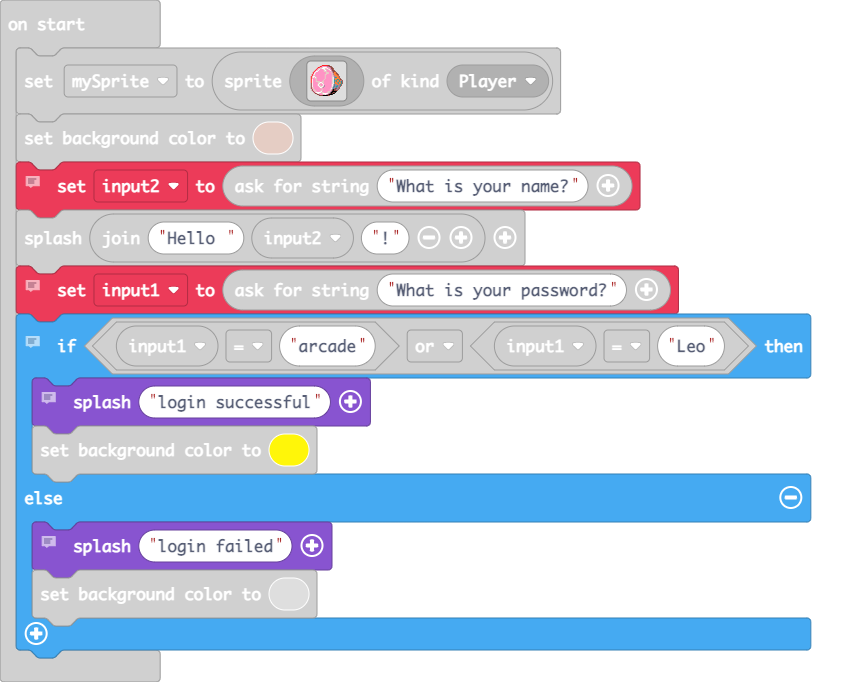 on start
set mySprite to sprite of kind Player
set background color to
set input2 to ask for string "What is your name?"
splash join "Hello " input2 "!"
set input1 to ask for string "What is your password?"
if input1 = "arcade" or input1 = "Leo" then
splash "login successful"
set background color to
else
splash "login failed"
set background color to